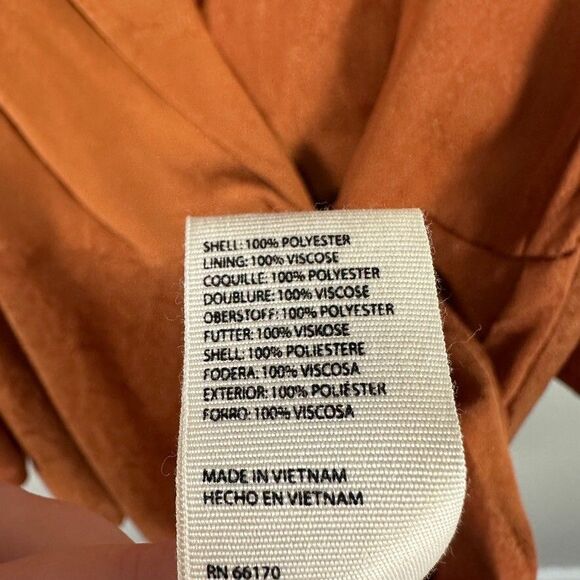 SHELL: 100% POLYESTER
LINING: 100% VISCOSE
COQUILLE: 100% POLYESTER
DOUBLURE: 100% VISCOSE
OBERSTOFF: 100% POLYESTER
FUTTER: 100% VISKOSE
SHELL: 100% POLIESTERE
FODERA: 100% VISCOSA
EXTERIOR: 100% POLIÉSTER
FORRO: 100% VISCOSA
MADE IN VIETNAM
HECHO EN VIETNAM
RN 66170